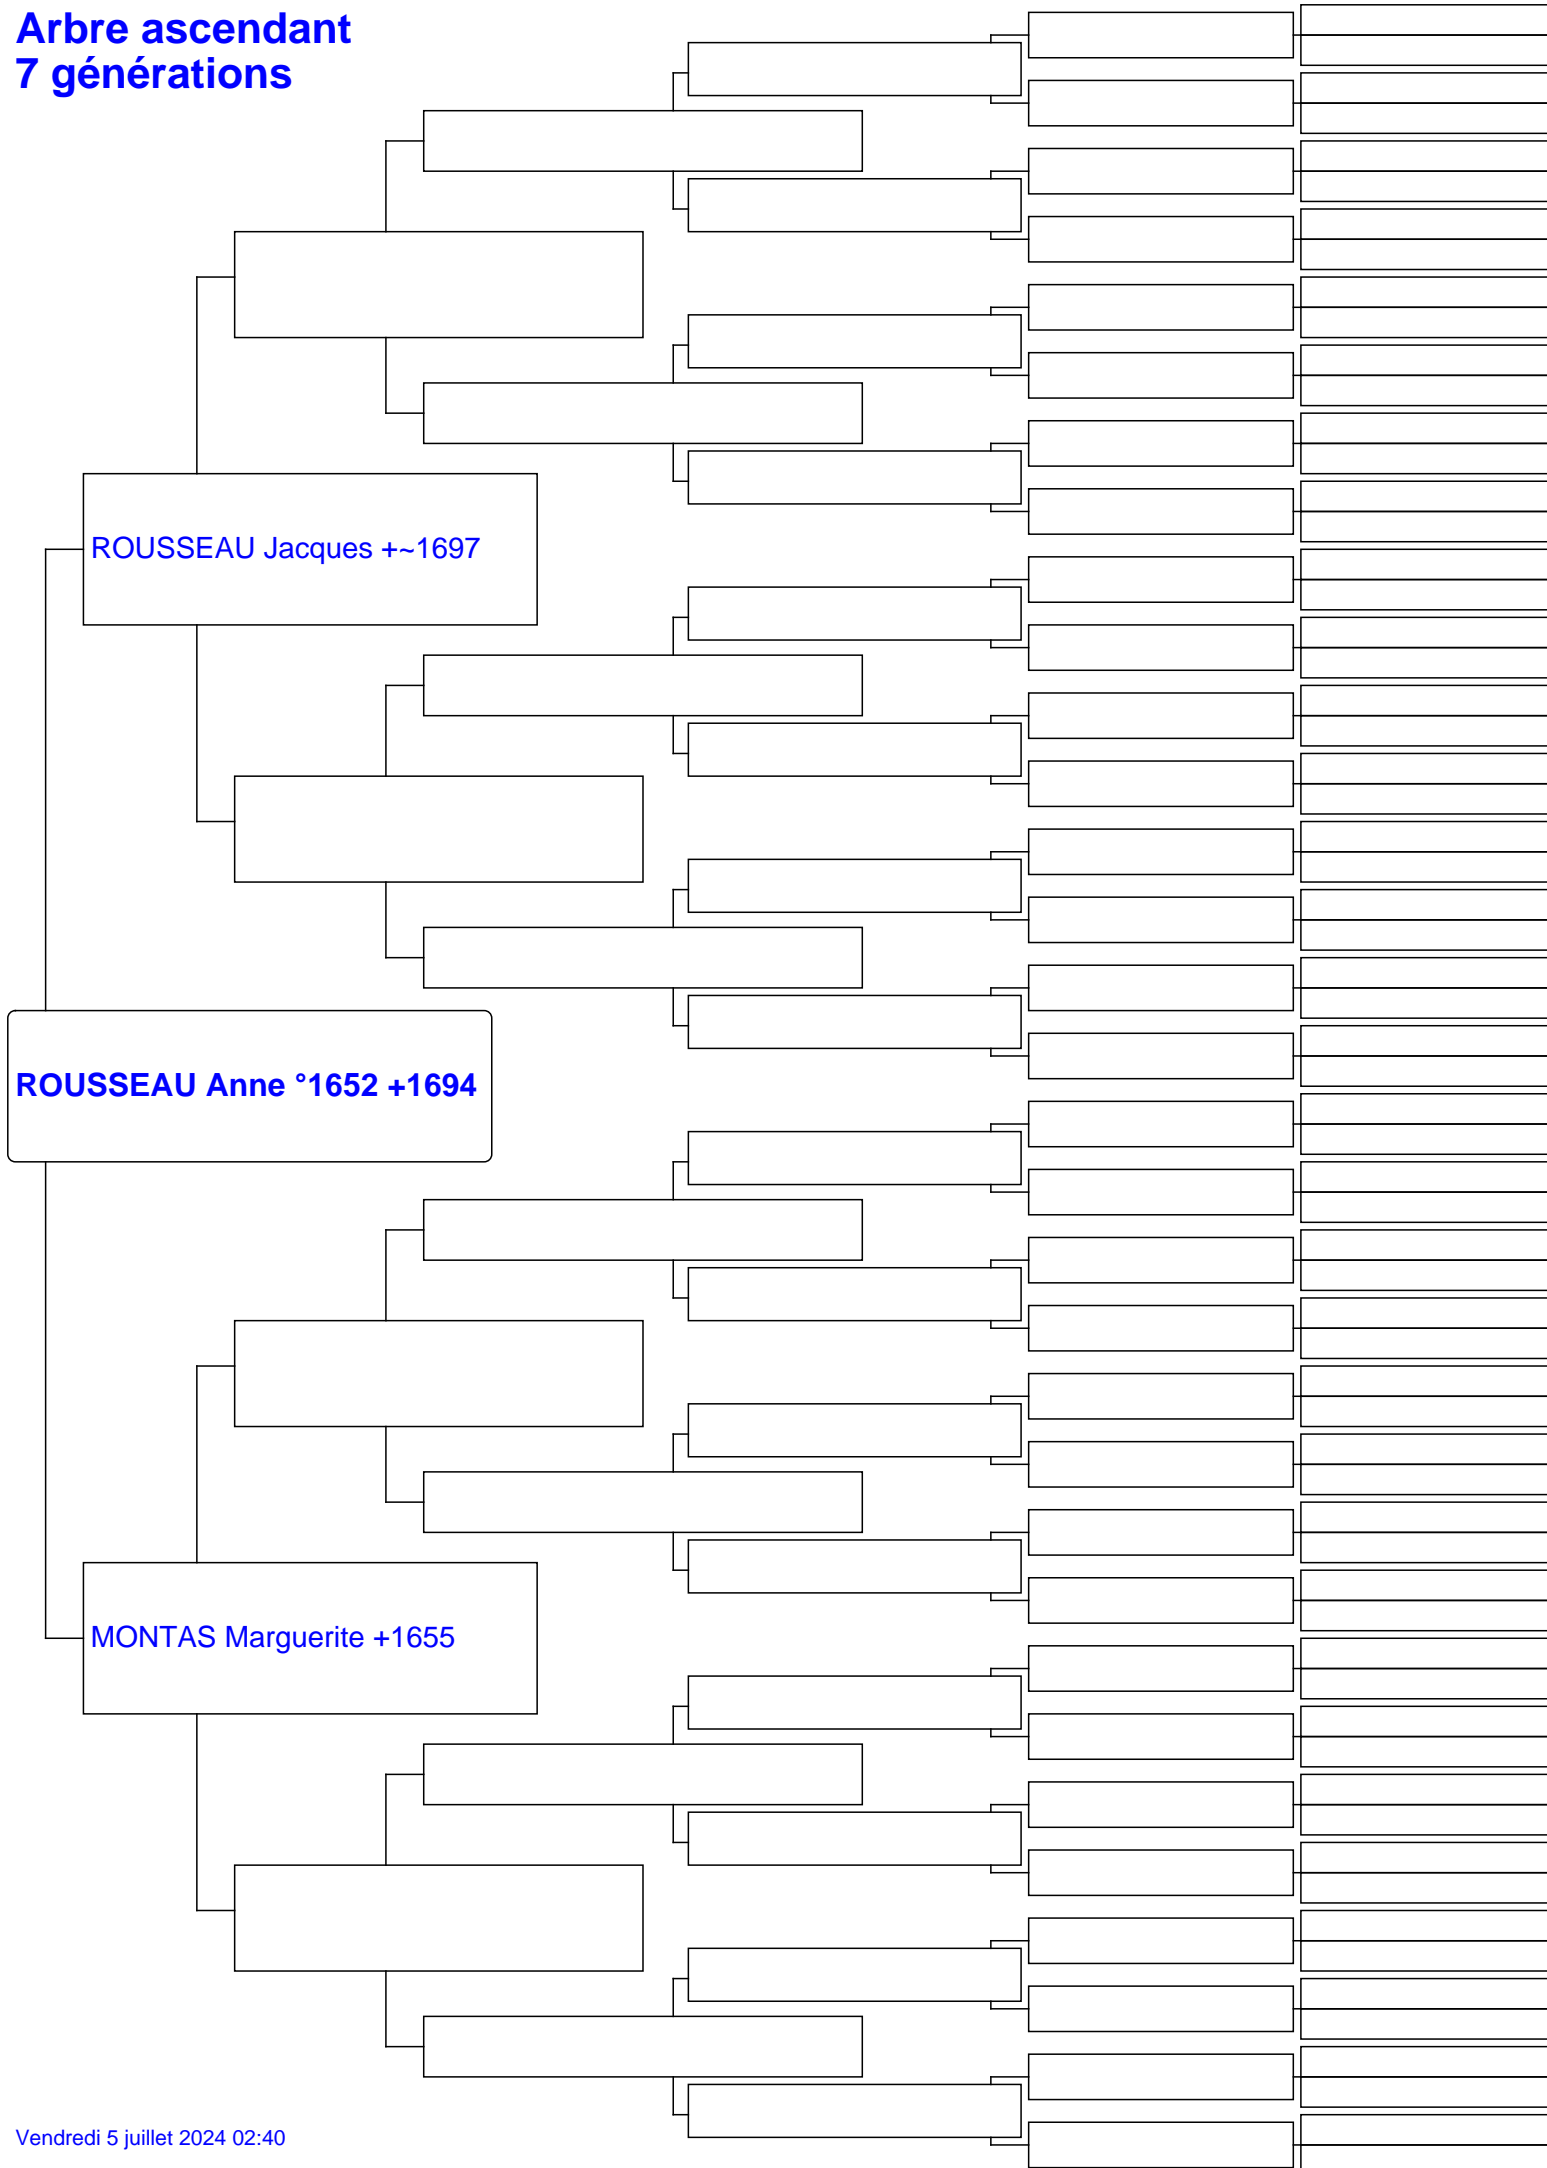 Arbre ascendant
7 générations
ROUSSEAU Jacques +~1697
ROUSSEAU Anne °1652 +1694
MONTAS Marguerite +1655
Vendredi 5 juillet 2024 02:40